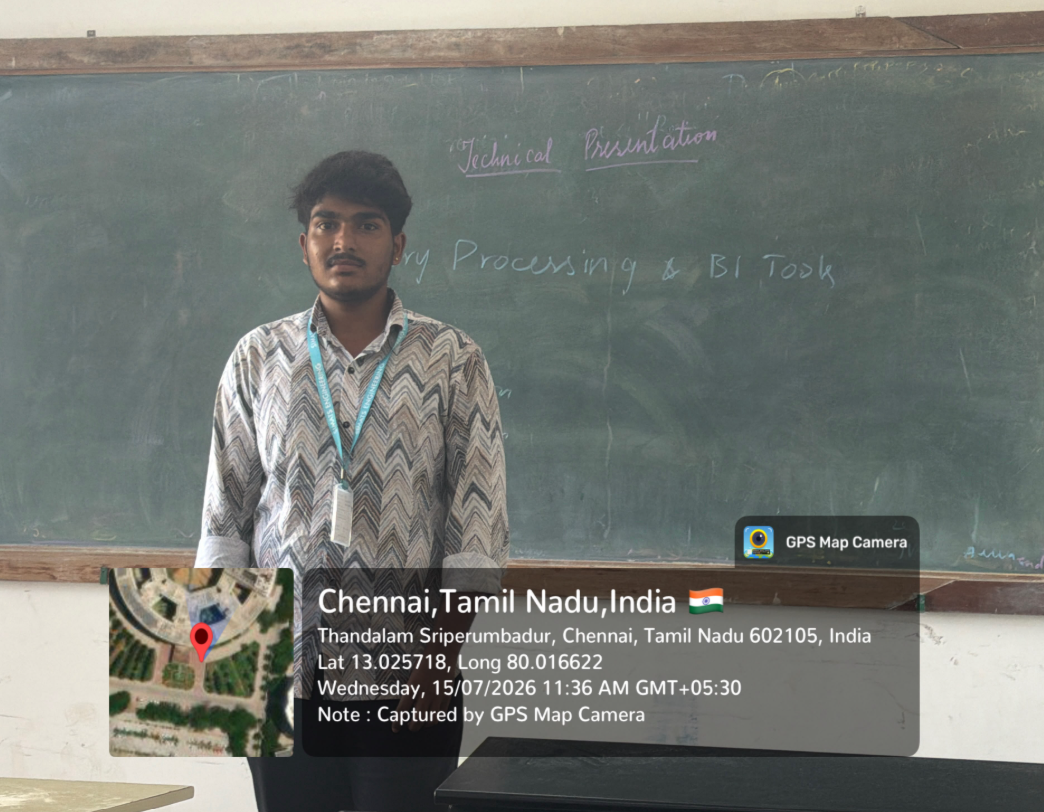 Technical Presentation
ry Processing & BI Tools
GPS Map Camera
Chennai,Tamil Nadu,India 🇮🇳
Thandalam Sriperumbadur, Chennai, Tamil Nadu 602105, India
Lat 13.025718, Long 80.016622
Wednesday, 15/07/2026 11:36 AM GMT+05:30
Note : Captured by GPS Map Camera